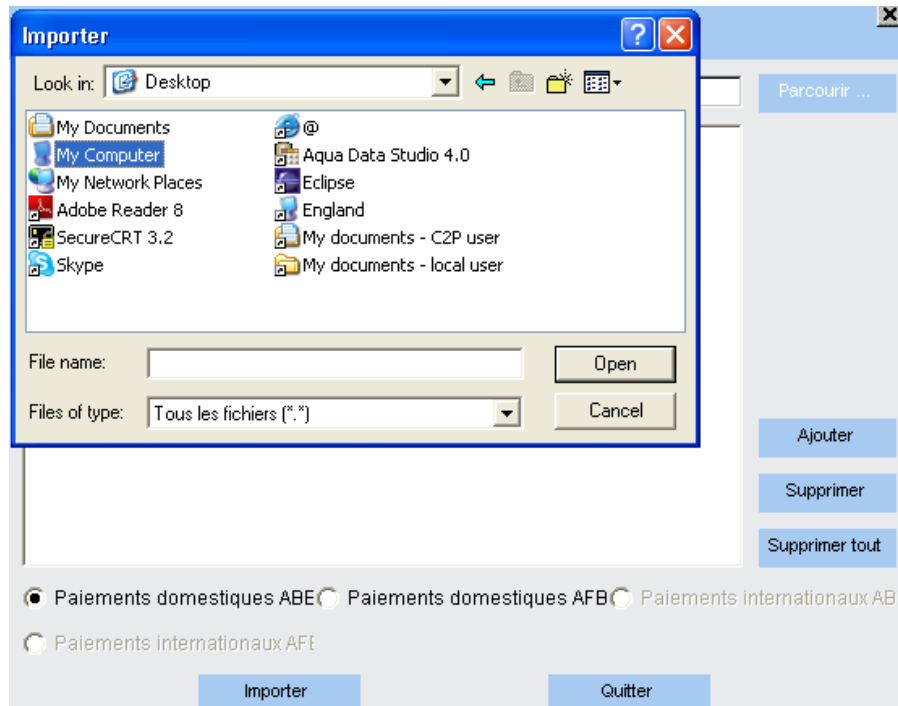 Importer
Look in: Desktop
Parcourir ...
My Documents
My Computer
My Network Places
Adobe Reader 8
SecureCRT 3.2
Skype
@
Aqua Data Studio 4.0
Eclipse
England
My documents - C2P user
My documents - local user
File name:
Open
Files of type: Tous les fichiers (*.*)
Cancel
Ajouter
Supprimer
Supprimer tout
Paiements domestiques ABE Paiements domestiques AFB Paiements internationaux AB
Paiements internationaux AFE
Importer Quitter